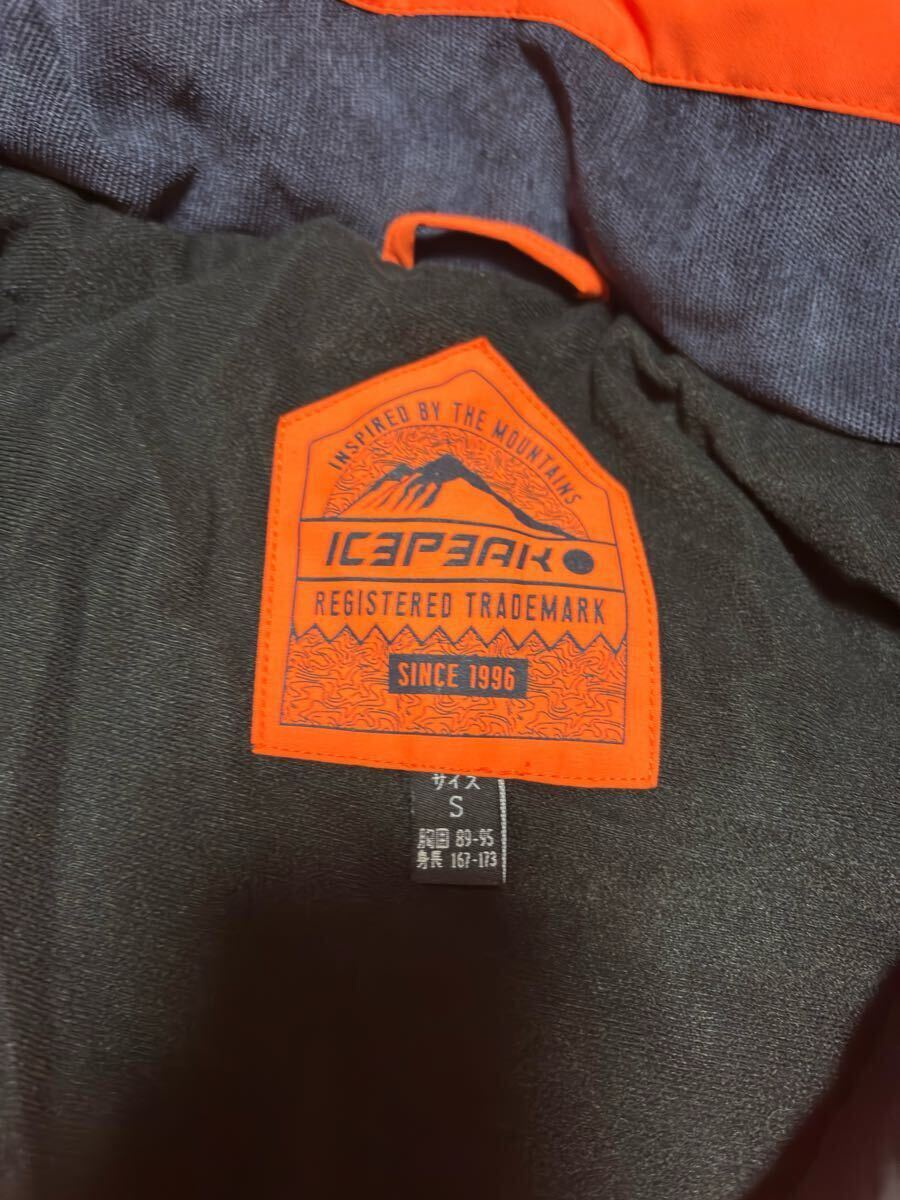 INSPIRED BY THE MOUNTAINS
ICEPEAK
REGISTERED TRADEMARK
SINCE 1996
サイズ
S
胸囲 89-95
身長 167-173